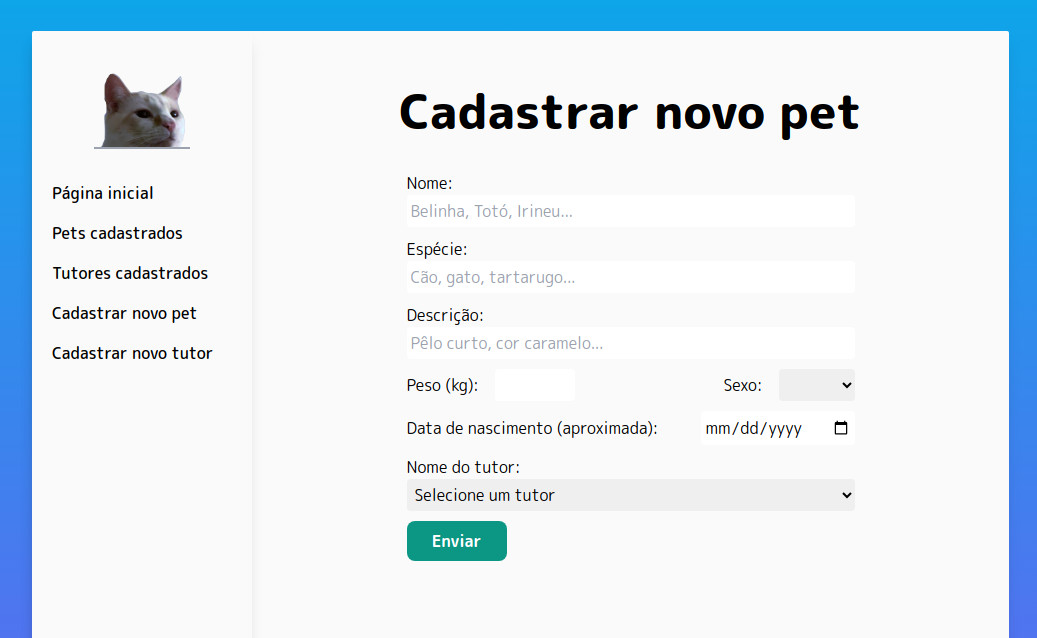 Cadastrar novo pet
Página inicial
Pets cadastrados
Tutores cadastrados
Cadastrar novo pet
Cadastrar novo tutor
Nome:
Belinha, Totó, Irineu...
Espécie:
Cão, gato, tartarugo...
Descrição:
Pêlo curto, cor caramelo...
Peso (kg): Sexo:
Data de nascimento (aproximada): mm/dd/yyyy
Nome do tutor:
Selecione um tutor
Enviar